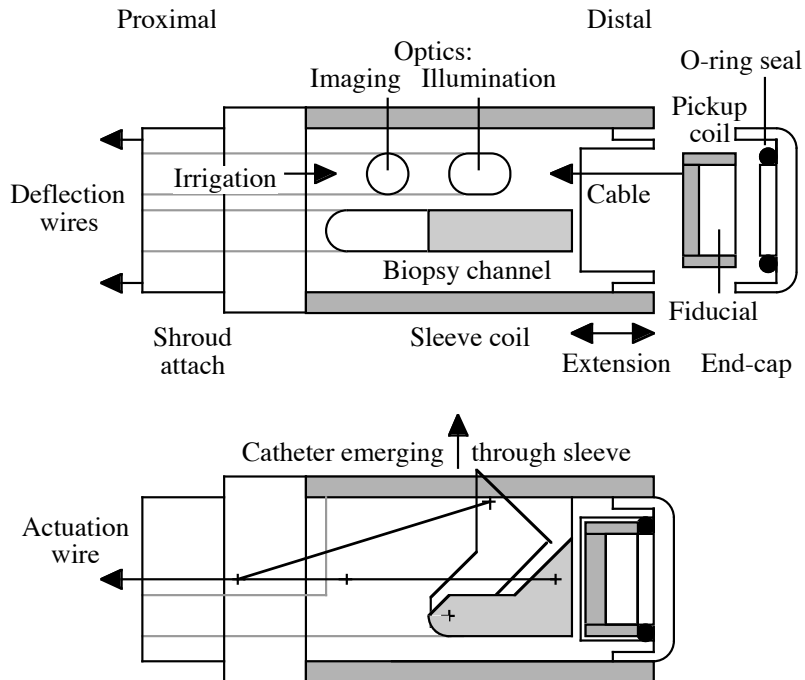 Proximal
Distal
Optics:
Imaging
Illumination
O-ring seal
Pickup
coil
Irrigation
Cable
Deflection
wires
Biopsy channel
Fiducial
Shroud
attach
Sleeve coil
Extension
End-cap
Catheter emerging
through sleeve
Actuation
wire